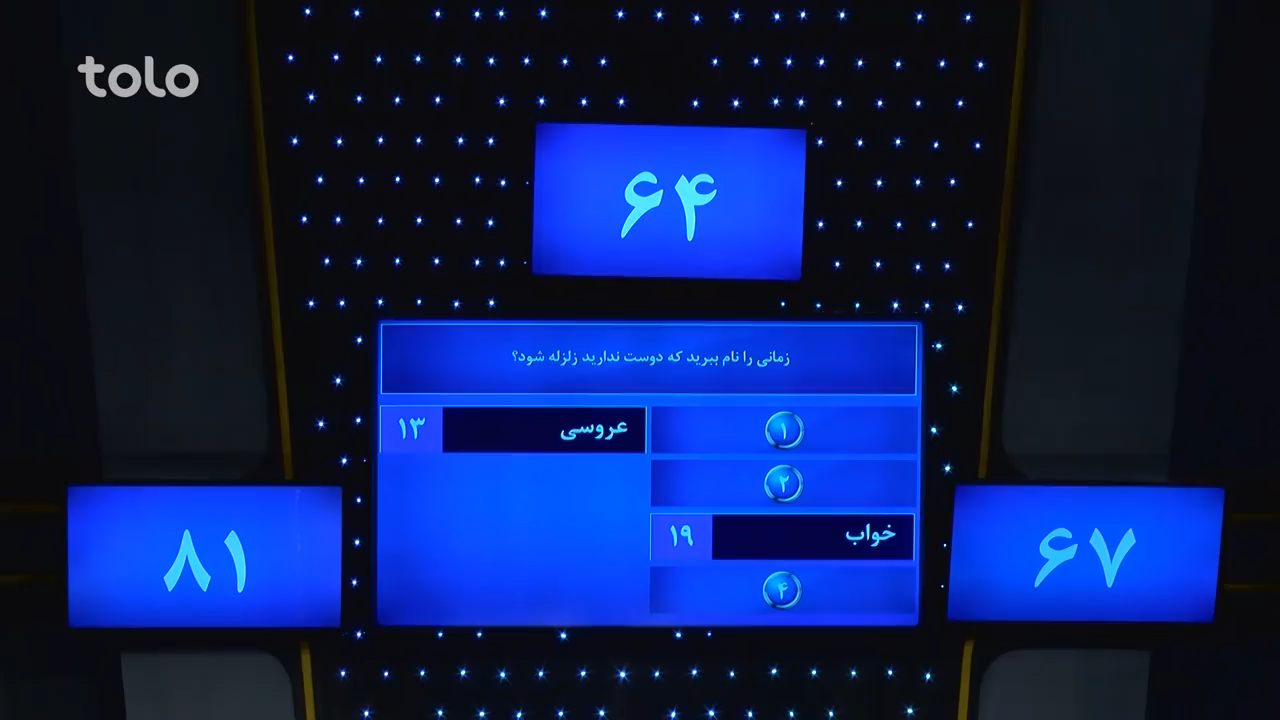 tolo
۶۴
زمانی را نام ببرید که دوست ندارید زلزله شود؟
۱
عروسی ۱۳
۲
خواب ۱۹
۴
۸۱
۶۷